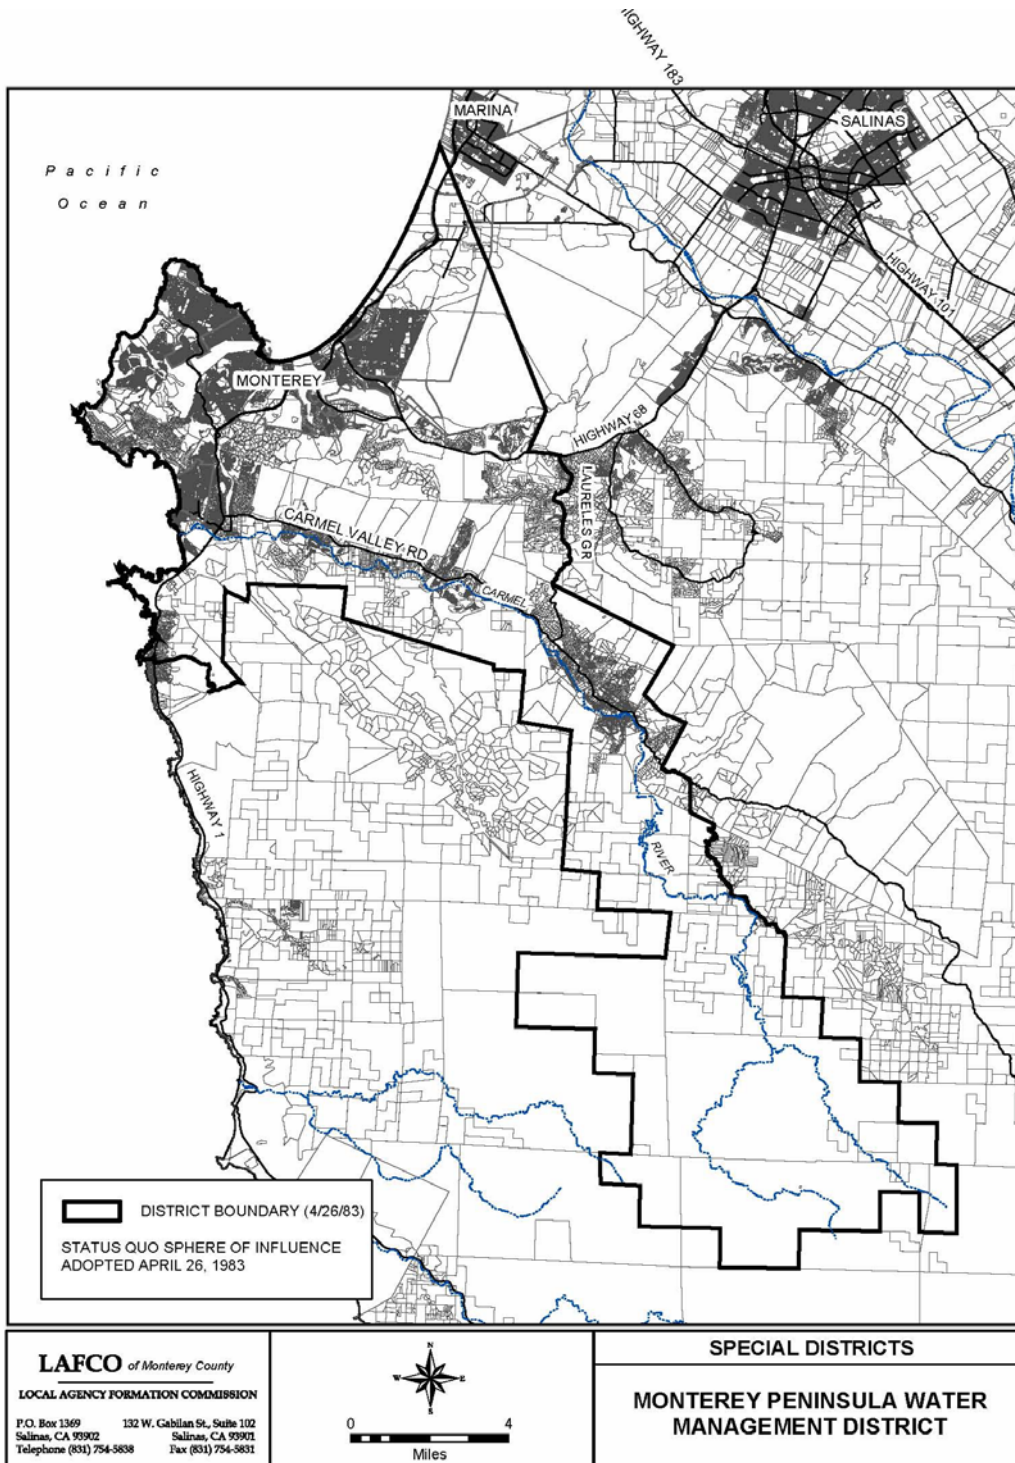 HIGHWAY 183
MARINA
SALINAS
Pacific
Ocean
HIGHWAY 101
MONTEREY
HIGHWAY 68
LAURELES GR
CARMEL VALLEY RD
CARMEL
RIVER
HIGHWAY 1
DISTRICT BOUNDARY (4/26/83)
STATUS QUO SPHERE OF INFLUENCE
ADOPTED APRIL 26, 1983
LAFCO of Monterey County
LOCAL AGENCY FORMATION COMMISSION
P.O. Box 1369 132 W. Gabilan St., Suite 102
Salinas, CA 93902 Salinas, CA 93901
Telephone (831) 754-5838 Fax (831) 754-5831
N
W E
S
0 4
Miles
SPECIAL DISTRICTS
MONTEREY PENINSULA WATER
MANAGEMENT DISTRICT